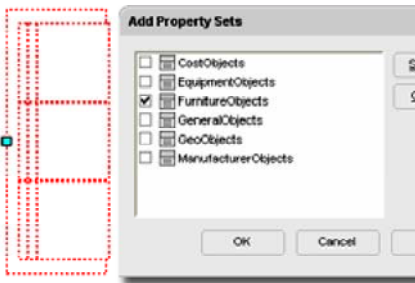 Add Property Sets
CostObjects
EquipmentObjects
FurnitureObjects
GeneralObjects
GeoObjects
ManufacturerObjects
OK
Cancel